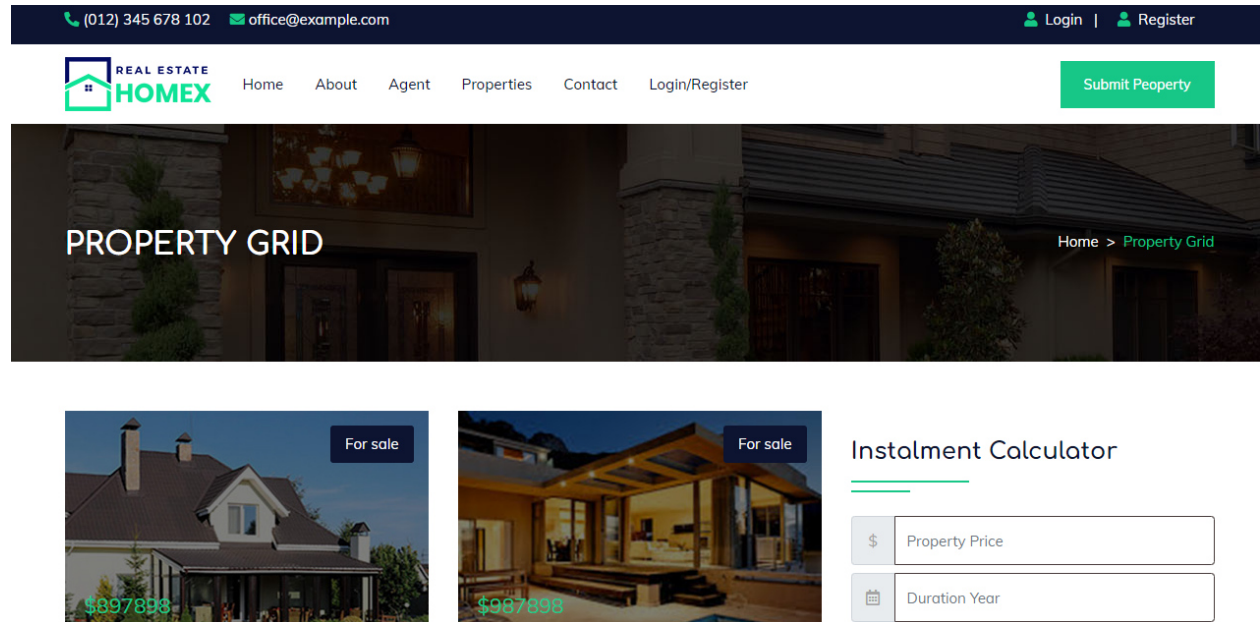 (012) 345 678 102 office@example.com Login | Register
REAL ESTATE
HOMEX
Home About Agent Properties Contact Login/Register
Submit Peoperty
PROPERTY GRID
Home > Property Grid
For sale
$897898
For sale
$987898
Instalment Calculator
$ Property Price
Duration Year